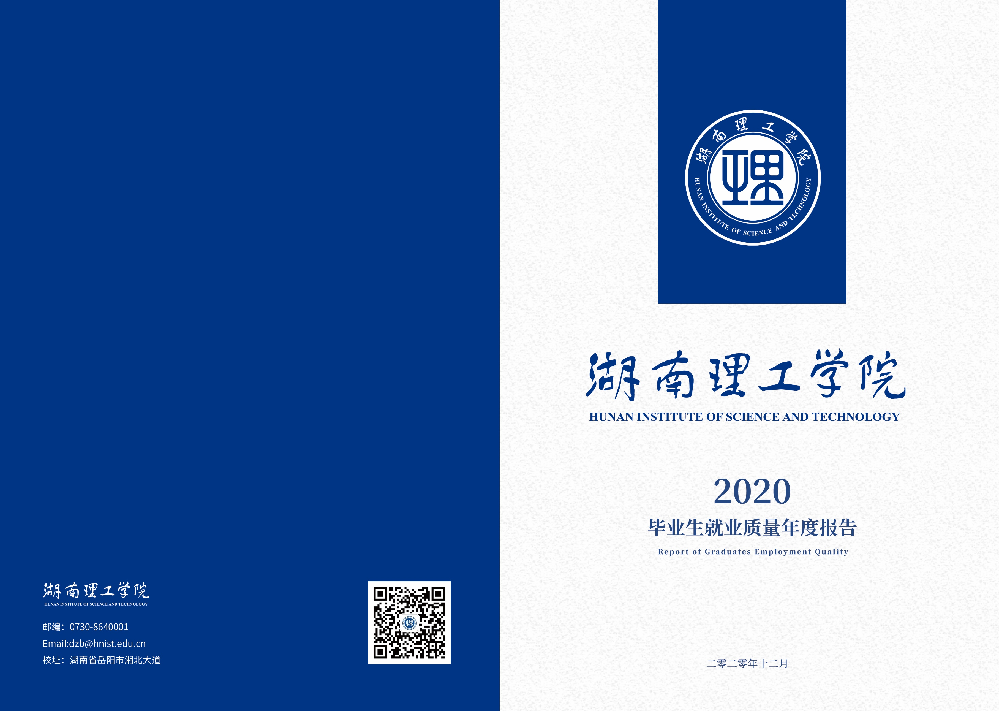 湖南理工学院
HUNAN INSTITUTE OF SCIENCE AND TECHNOLOGY
邮编：0730-8640001
Email:dzb@hnist.edu.cn
校址：湖南省岳阳市湘北大道
湖南理工学院
理
HUNAN INSTITUTE OF SCIENCE AND TECHNOLOGY
湖南理工学院
HUNAN INSTITUTE OF SCIENCE AND TECHNOLOGY
2020
毕业生就业质量年度报告
Report of Graduates Employment Quality
二零二零年十二月